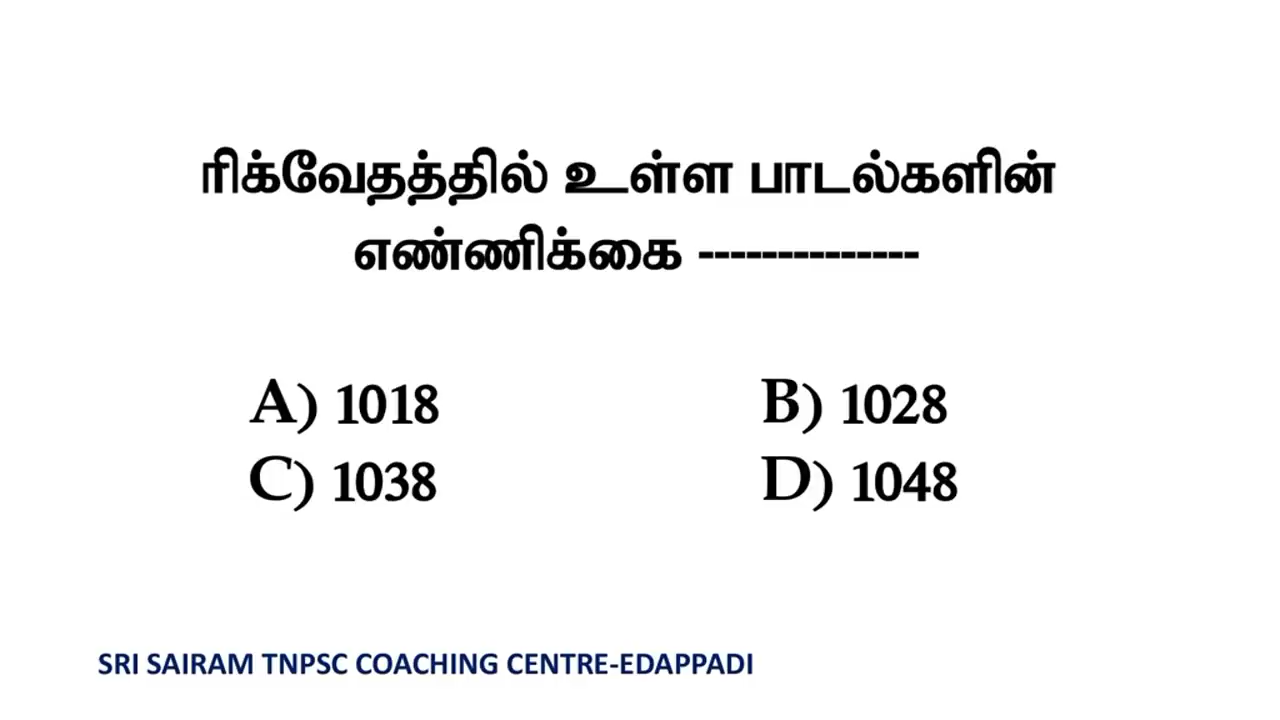 ரிக்வேதத்தில் உள்ள பாடல்களின்
எண்ணிக்கை --------------
A) 1018 B) 1028
C) 1038 D) 1048
SRI SAIRAM TNPSC COACHING CENTRE-EDAPPADI